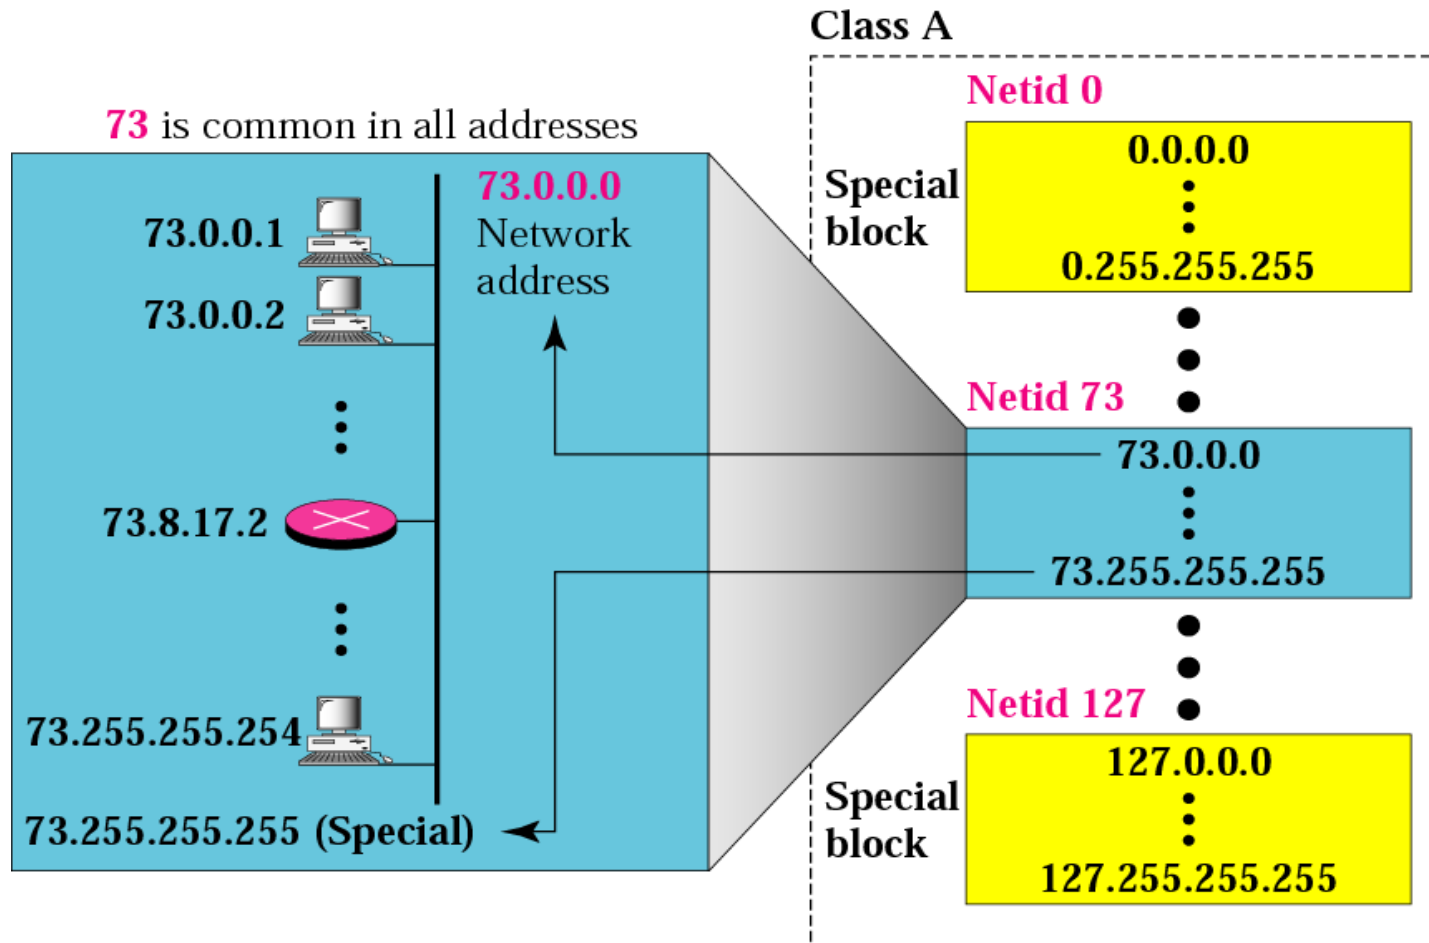 Class A
Netid 0
73 is common in all addresses
0.0.0.0
Special
block
0.255.255.255
73.0.0.0
Network
address
73.0.0.1
73.0.0.2
Netid 73
73.0.0.0
73.8.17.2
73.255.255.255
Netid 127
73.255.255.254
127.0.0.0
Special
block
73.255.255.255 (Special)
127.255.255.255